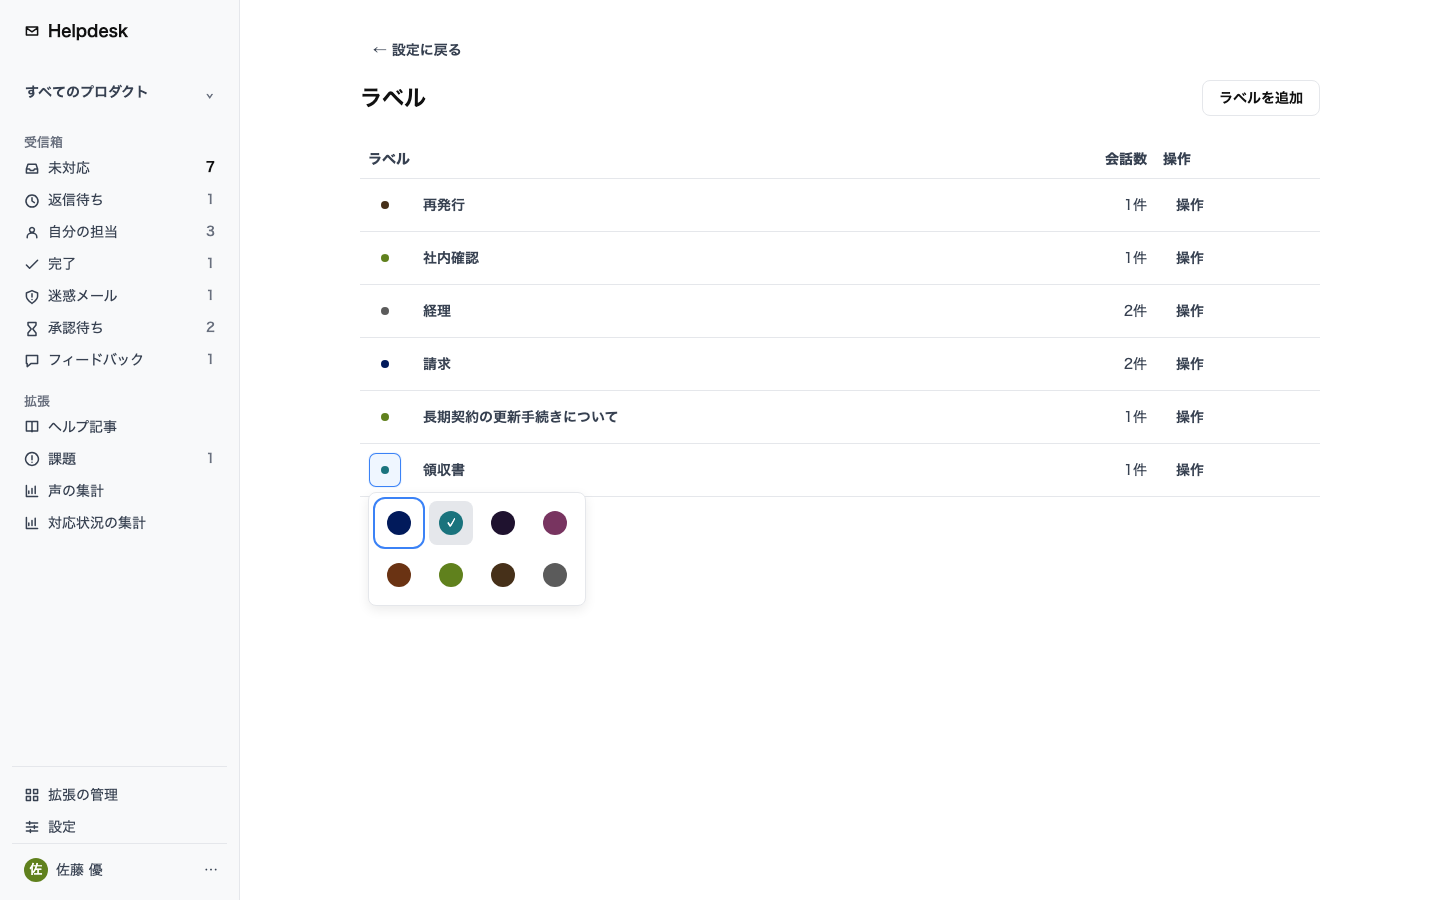 Helpdesk
すべてのプロダクト
受信箱
未対応 7
返信待ち 1
自分の担当 3
完了 1
迷惑メール 1
承認待ち 2
フィードバック 1
拡張
ヘルプ記事
課題 1
声の集計
対応状況の集計
拡張の管理
設定
佐 佐藤 優 …
← 設定に戻る
ラベル
ラベルを追加
ラベル 会話数 操作
再発行 1件 操作
社内確認 1件 操作
経理 2件 操作
請求 2件 操作
長期契約の更新手続きについて 1件 操作
領収書 1件 操作